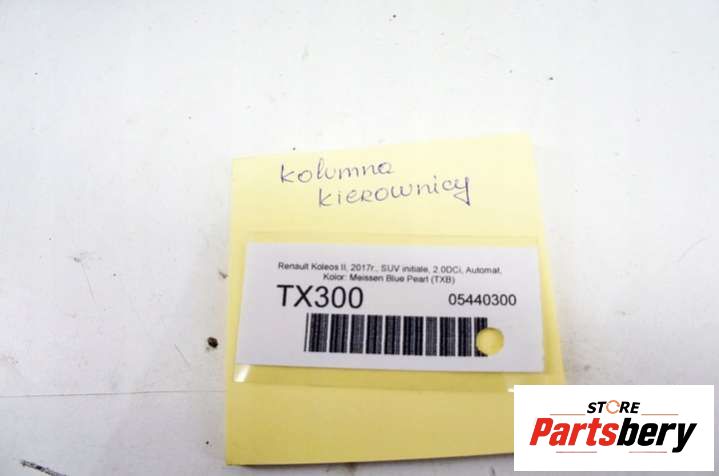 kolumna
kierownicy
Renault Koleos II, 2017r., SUV initiale, 2.0DCi, Automat,
Kolor: Meissen Blue Pearl (TXB)
TX300 05440300
STORE
Partsbery